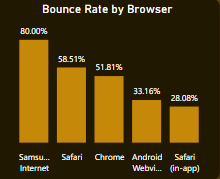 Bounce Rate by Browser
80.00%
58.51%
51.81%
33.16%
28.08%
Samsu... Safari Chrome Android Safari
Internet Webvi... (in-app)